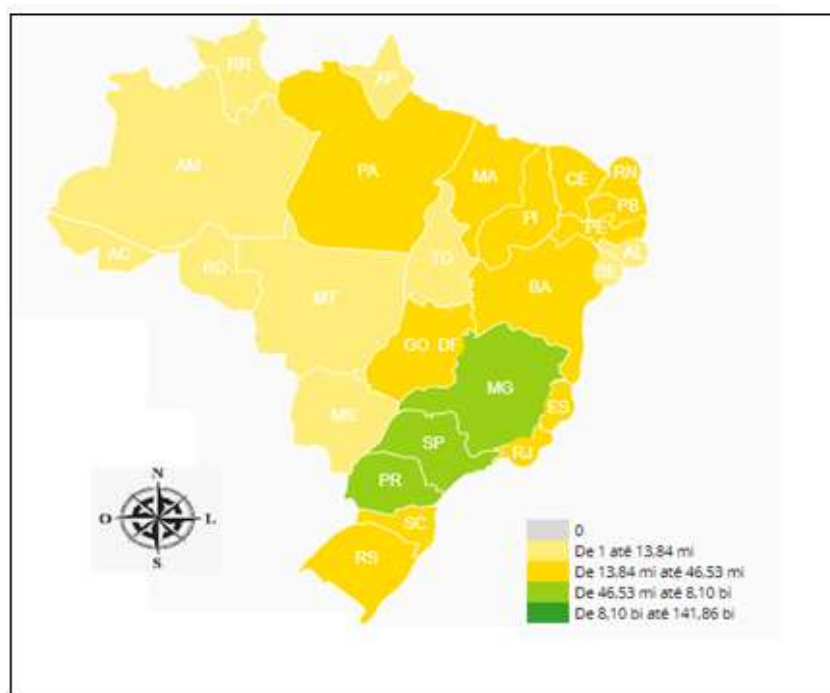 RR
AP
AM
PA
MA
CE
RN
PB
PI
PE
AC
TO
AL
RO
SE
BA
MT
GO DF
MG
MS
ES
SP
RJ
PR
N
O L
S
SC
RS
0
De 1 até 13,84 mi
De 13,84 mi até 46,53 mi
De 46,53 mi até 8,10 bi
De 8,10 bi até 141,86 bi